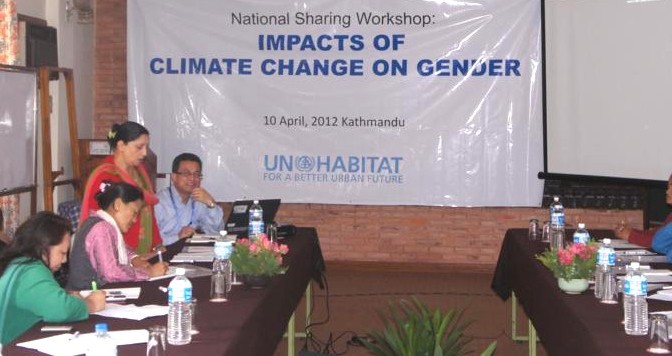 National Sharing Workshop:
IMPACTS OF
CLIMATE CHANGE ON GENDER
10 April, 2012 Kathmandu
UN HABITAT
FOR A BETTER URBAN FUTURE